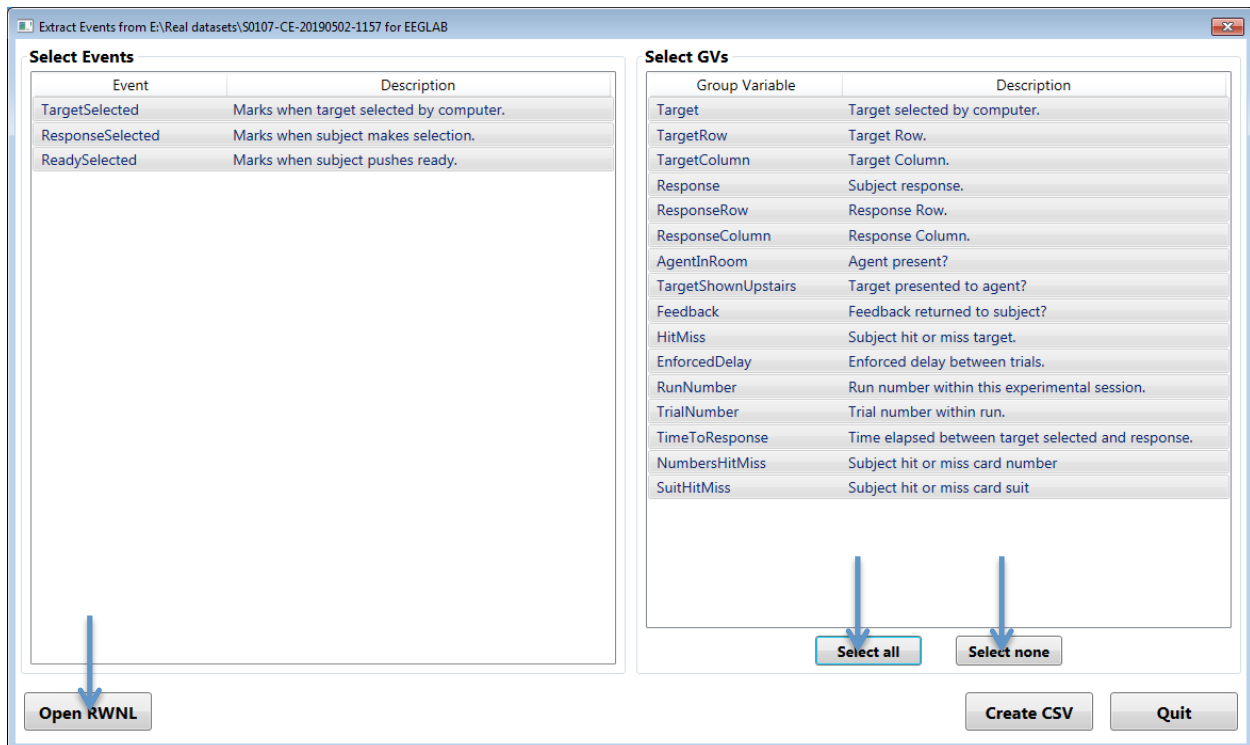 Extract Events from E:\Real datasets\S0107-CE-20190502-1157 for EEGLAB
Select Events
Event Description
TargetSelected Marks when target selected by computer.
ResponseSelected Marks when subject makes selection.
ReadySelected Marks when subject pushes ready.
Select GVs
Group Variable Description
Target Target selected by computer.
TargetRow Target Row.
TargetColumn Target Column.
Response Subject response.
ResponseRow Response Row.
ResponseColumn Response Column.
AgentInRoom Agent present?
TargetShownUpstairs Target presented to agent?
Feedback Feedback returned to subject?
HitMiss Subject hit or miss target.
EnforcedDelay Enforced delay between trials.
RunNumber Run number within this experimental session.
TrialNumber Trial number within run.
TimeToResponse Time elapsed between target selected and response.
NumbersHitMiss Subject hit or miss card number
SuitHitMiss Subject hit or miss card suit
Select all Select none
Open RWNL Create CSV Quit